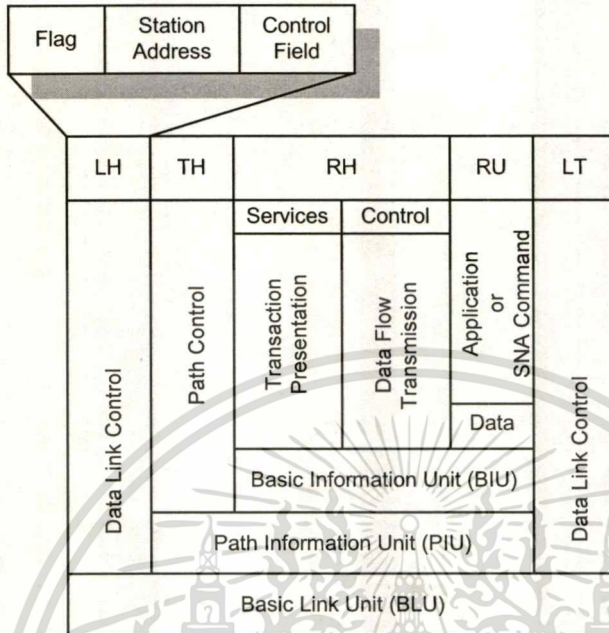 Flag Station Address Control Field
LH TH RH RU LT
Services Control
Data Link Control
Path Control
Transaction Presentation
Data Flow Transmission
Application or SNA Command
Data
Data Link Control
Basic Information Unit (BIU)
Path Information Unit (PIU)
Basic Link Unit (BLU)